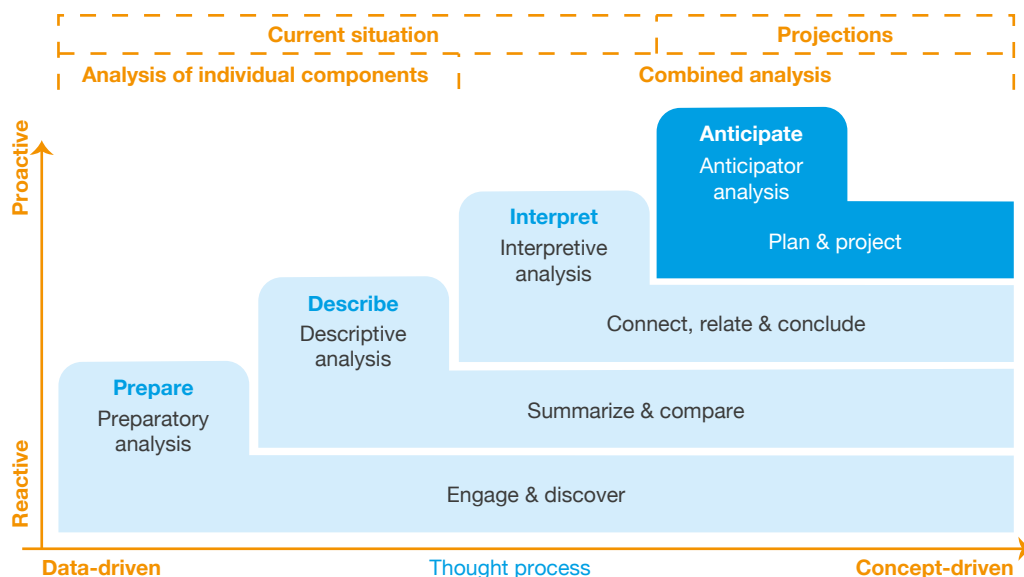 Current situation
Projections
Analysis of individual components
Combined analysis
Proactive
Reactive
Anticipate
Anticipator
analysis
Plan & project
Interpret
Interpretive
analysis
Connect, relate & conclude
Describe
Descriptive
analysis
Summarize & compare
Prepare
Preparatory
analysis
Engage & discover
Data-driven
Thought process
Concept-driven